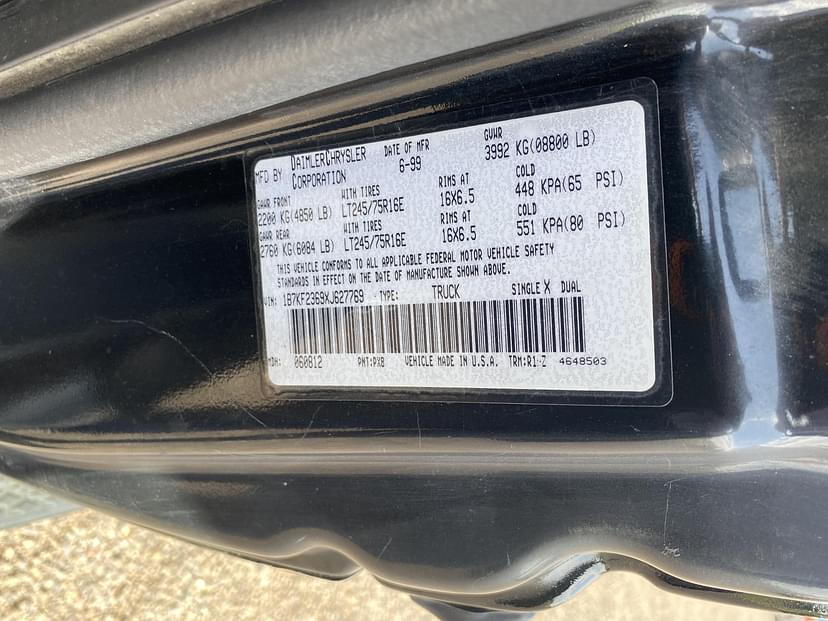 MFD BY DAIMLERCHRYSLER CORPORATION DATE OF MFR 6-99 GVWR 3992 KG(08800 LB)
GAWR FRONT WITH TIRES RIMS AT COLD
2200 KG(4850 LB) LT245/75R16E 16X6.5 448 KPA(65 PSI)
GAWR REAR WITH TIRES RIMS AT COLD
2760 KG(6084 LB) LT245/75R16E 16X6.5 551 KPA(80 PSI)
THIS VEHICLE CONFORMS TO ALL APPLICABLE FEDERAL MOTOR VEHICLE SAFETY
STANDARDS IN EFFECT ON THE DATE OF MANUFACTURE SHOWN ABOVE.
VIN: 1B7KF2369XJ627769 TYPE: TRUCK SINGLE X DUAL
MDH: 060812 PNT:PX8 VEHICLE MADE IN U.S.A. 4648503